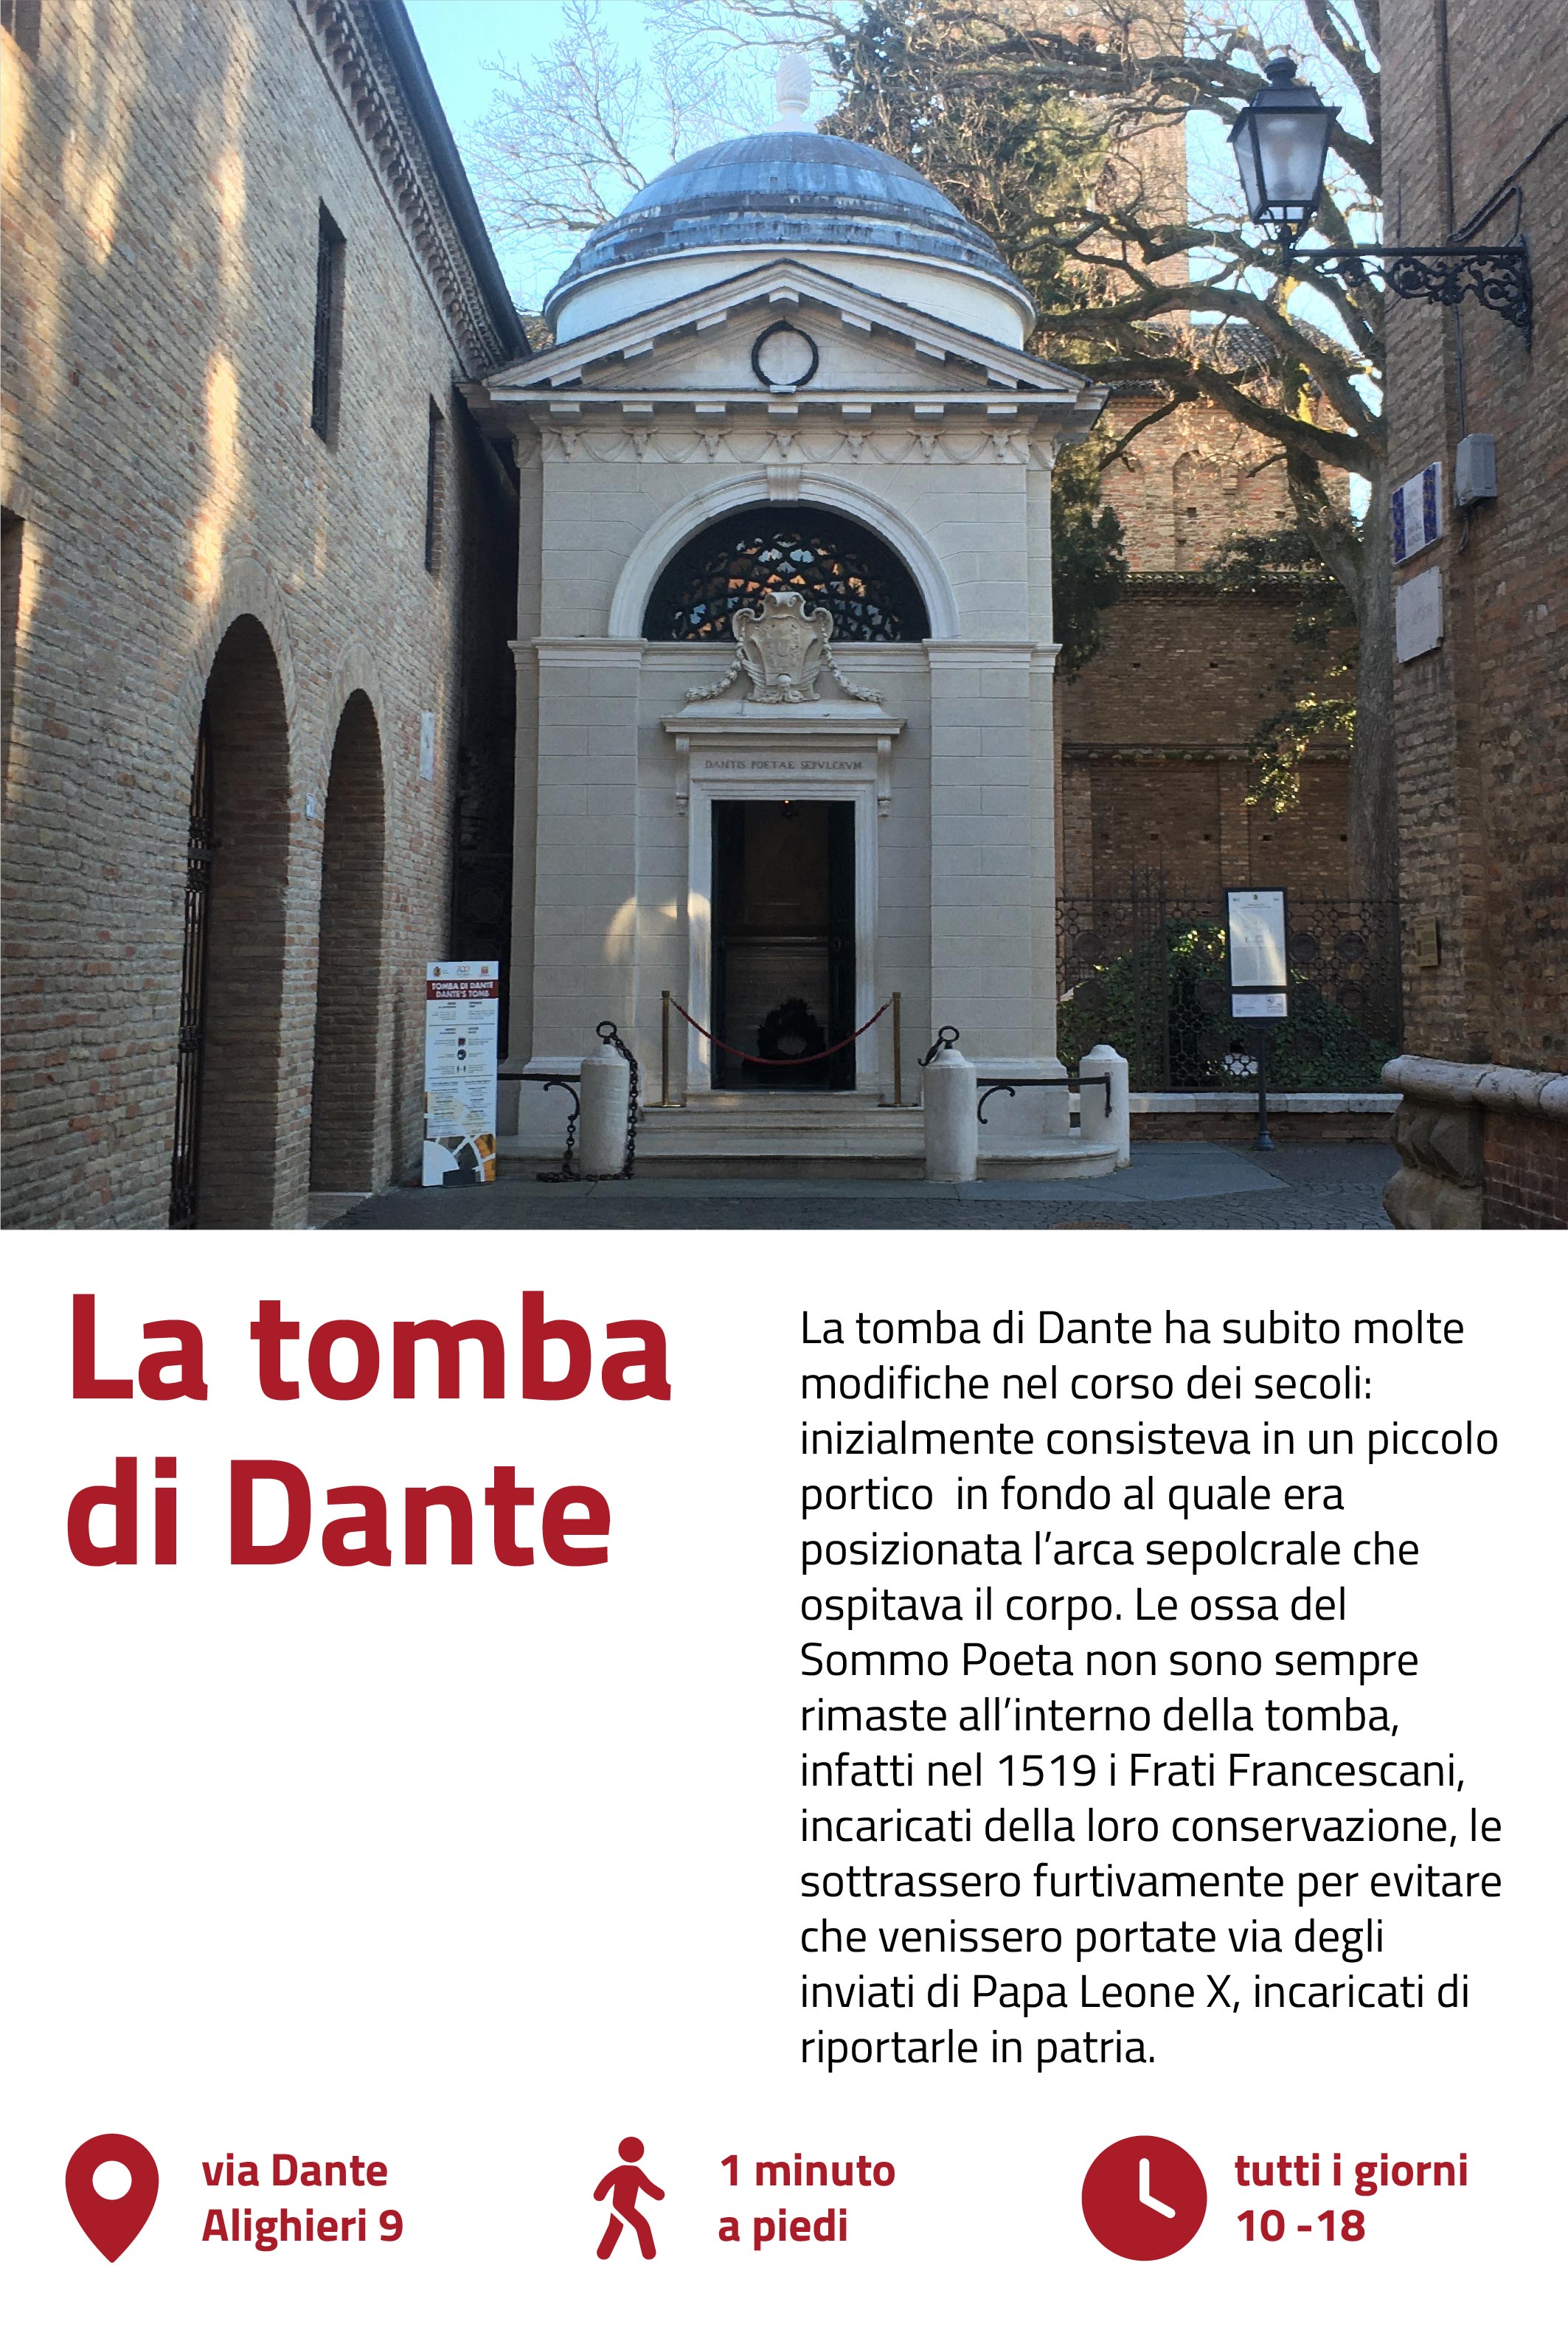 DANTIS POETAE SEPVLCRVM
TOMBA DI DANTE
DANTE'S TOMB
La tomba
di Dante
La tomba di Dante ha subito molte
modifiche nel corso dei secoli:
inizialmente consisteva in un piccolo
portico  in fondo al quale era
posizionata l’arca sepolcrale che
ospitava il corpo. Le ossa del
Sommo Poeta non sono sempre
rimaste all’interno della tomba,
infatti nel 1519 i Frati Francescani,
incaricati della loro conservazione, le
sottrassero furtivamente per evitare
che venissero portate via degli
inviati di Papa Leone X, incaricati di
riportarle in patria.
via Dante
Alighieri 9
1 minuto
a piedi
tutti i giorni
10 -18